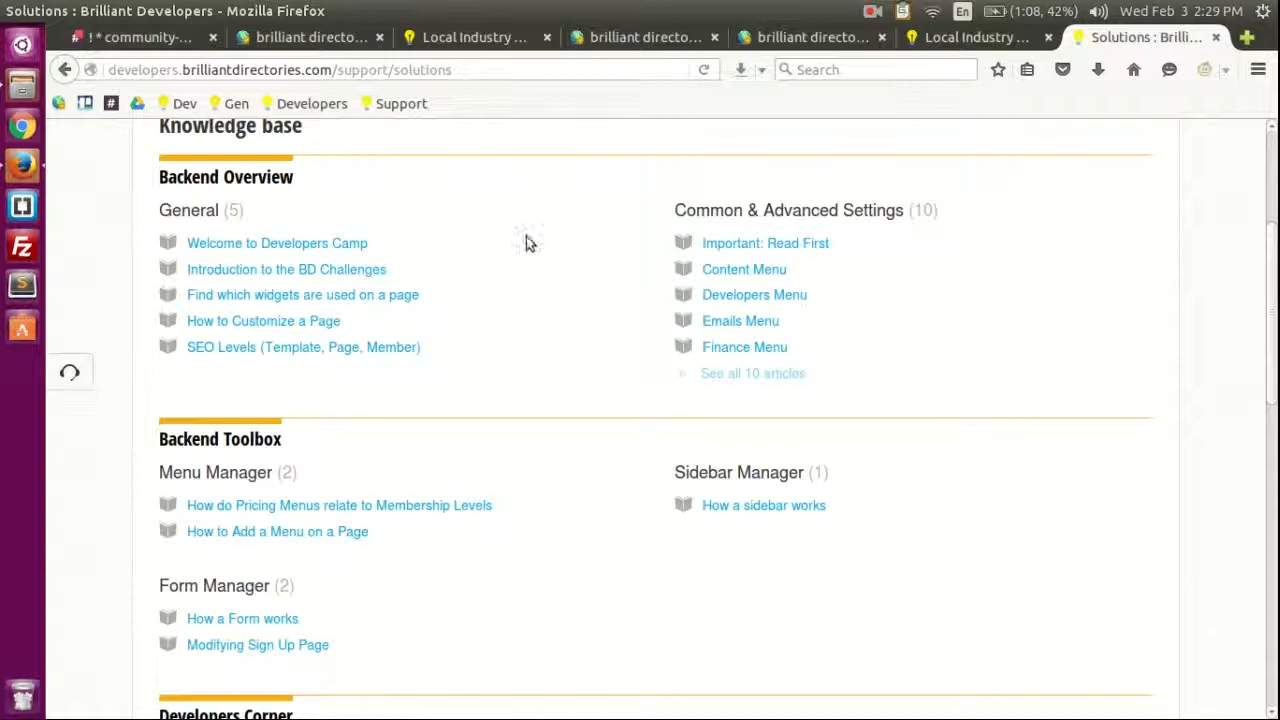 Solutions : Brilliant Developers - Mozilla Firefox
En
(1:08, 42%)
Wed Feb 3 2:29 PM
! * community-...
brilliant directo...
Local Industry ...
brilliant directo...
brilliant directo...
Local Industry ...
Solutions : Brilli...
developers.brilliantdirectories.com/support/solutions
Search
Dev
Gen
Developers
Support
Knowledge base
Backend Overview
General (5)
Welcome to Developers Camp
Introduction to the BD Challenges
Find which widgets are used on a page
How to Customize a Page
SEO Levels (Template, Page, Member)
Common & Advanced Settings (10)
Important: Read First
Content Menu
Developers Menu
Emails Menu
Finance Menu
» See all 10 articles
Backend Toolbox
Menu Manager (2)
How do Pricing Menus relate to Membership Levels
How to Add a Menu on a Page
Sidebar Manager (1)
How a sidebar works
Form Manager (2)
How a Form works
Modifying Sign Up Page
Developers Corner